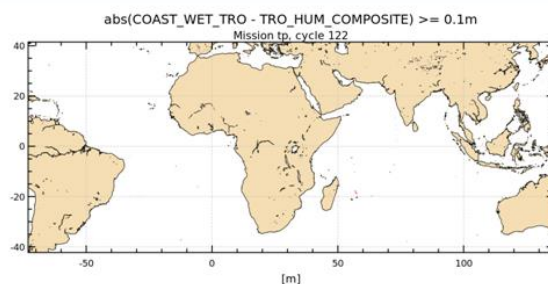 abs(COAST_WET_TRO - TRO_HUM_COMPOSITE) >= 0.1m
Mission tp, cycle 122
40
20
0
-20
-40
-50 0 50 100
[m]